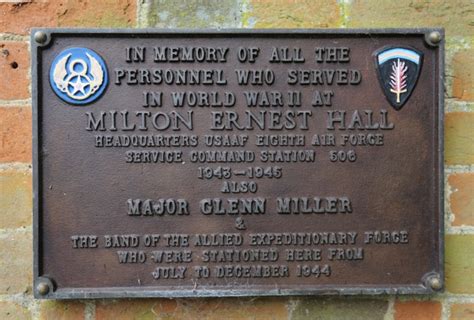 IN MEMORY OF ALL THE
PERSONNEL WHO SERVED
IN WORLD WAR II AT
MILTON ERNEST HALL
HEADQUARTERS USAAF EIGHTH AIR FORCE
SERVICE COMMAND STATION 506
1943-1945
ALSO
MAJOR GLENN MILLER
&
THE BAND OF THE ALLIED EXPEDITIONARY FORCE
WHO WERE STATIONED HERE FROM
JULY TO DECEMBER 1944